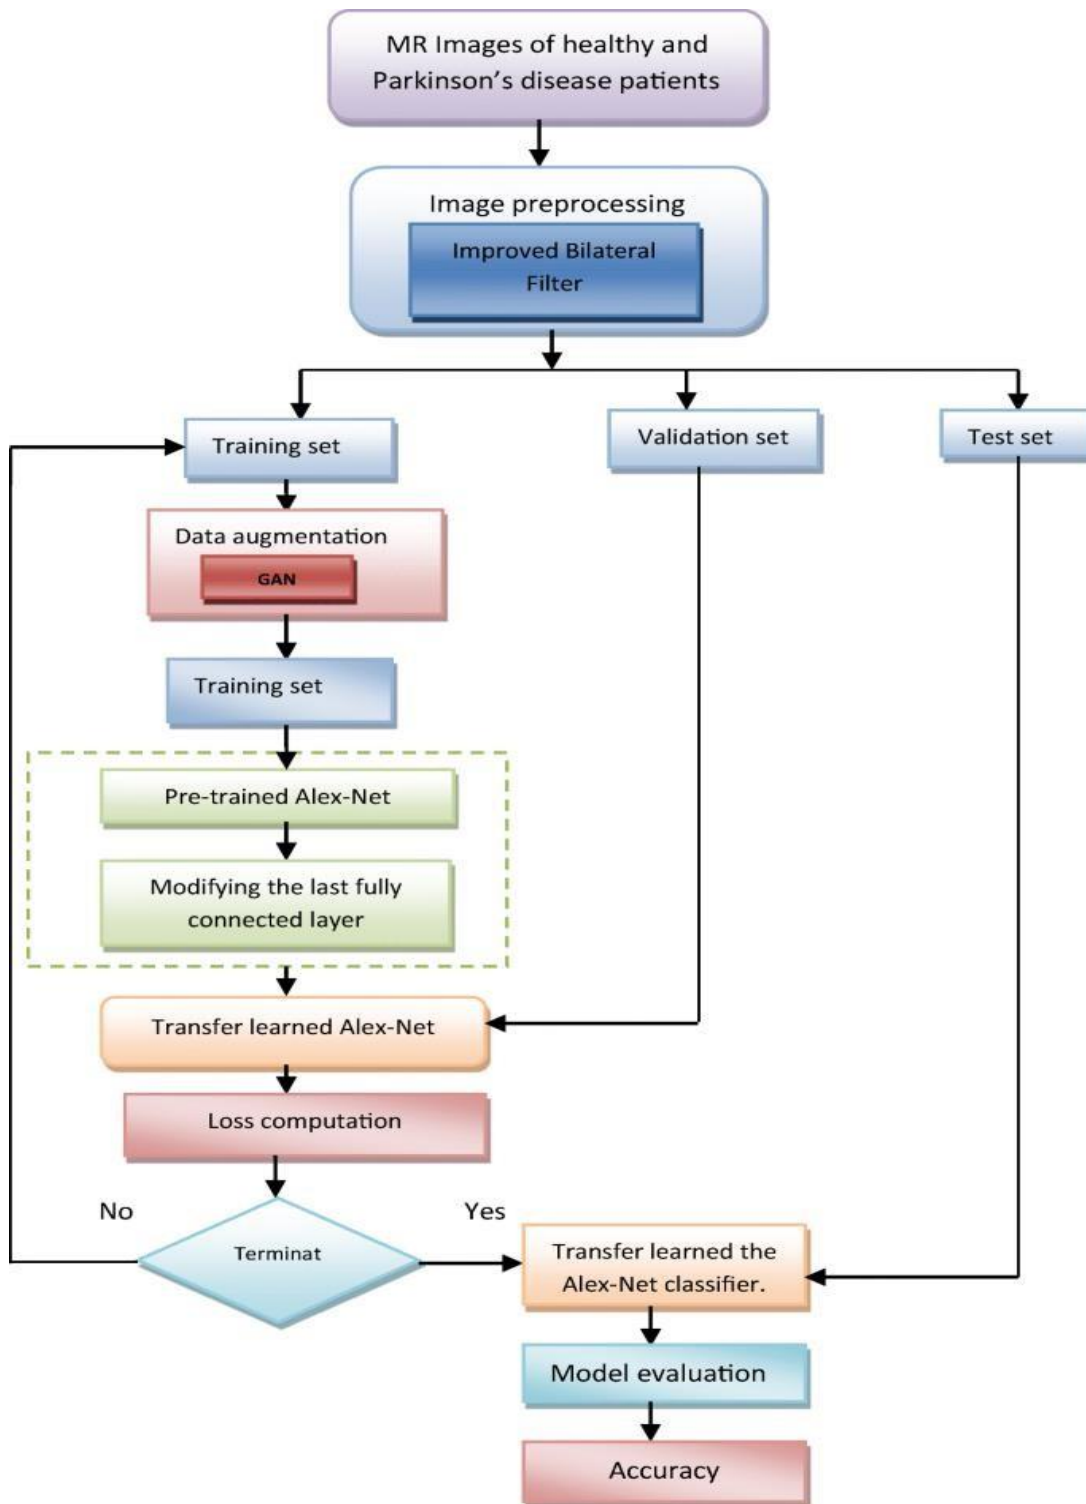 MR Images of healthy and
Parkinson’s disease patients
Image preprocessing
Improved Bilateral
Filter
Training set
Validation set
Test set
Data augmentation
GAN
Training set
Pre-trained Alex-Net
Modifying the last fully
connected layer
Transfer learned Alex-Net
Loss computation
No
Yes
Terminat
Transfer learned the
Alex-Net classifier.
Model evaluation
Accuracy